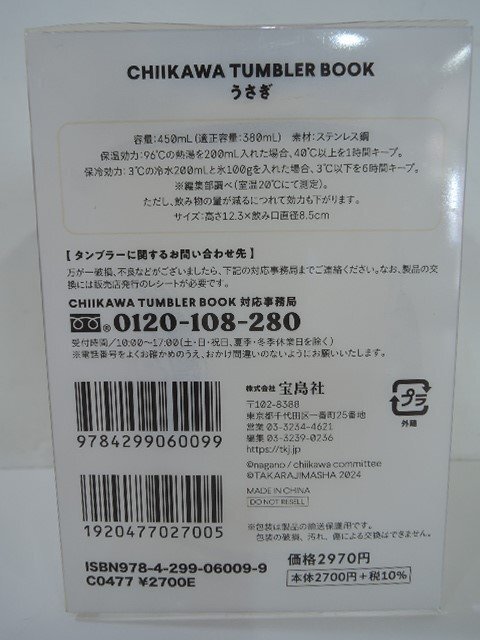 CHIIKAWA TUMBLER BOOK
うさぎ
容量:450mL(適正容量:380mL) 素材:ステンレス鋼
保温効力:96℃の熱湯を200mL入れた場合、40℃以上を1時間キープ。
保冷効力:3℃の冷水200mLと氷100gを入れた場合、3℃以下を6時間キープ。
※編集部調べ(室温20℃にて測定)。
ただし、飲み物の量が減るにつれて効力も下がります。
サイズ:高さ12.3×飲み口直径8.5cm
【タンブラーに関するお問い合わせ先】
万が一破損、不良などがございましたら、下記の対応事務局までご連絡ください。なお、製品の交
換には販売店発行のレシートが必要です。
CHIIKAWA TUMBLER BOOK 対応事務局
®0120-108-280
受付時間/10:00~17:00(土・日・祝日、夏季・冬季休業日を除く)
※電話番号をよくお確かめのうえ、おかけ間違いのないようにお願いいたします。
9784299060099
1920477027005
株式会社 宝島社
〒102-8388
東京都千代田区一番町25番地
営業 03-3234-4621
編集 03-3239-0236
https://tkj.jp
プラ
外箱
©nagano / chiikawa committee
©TAKARAJIMASHA 2024
MADE IN CHINA
DO NOT RESELL
※包装は製品の輸送保護用です。
包装の破損、汚れ、傷による交換はできません。
ISBN978-4-299-06009-9
C0477 ¥2700E
価格2970円
本体2700円+税10%